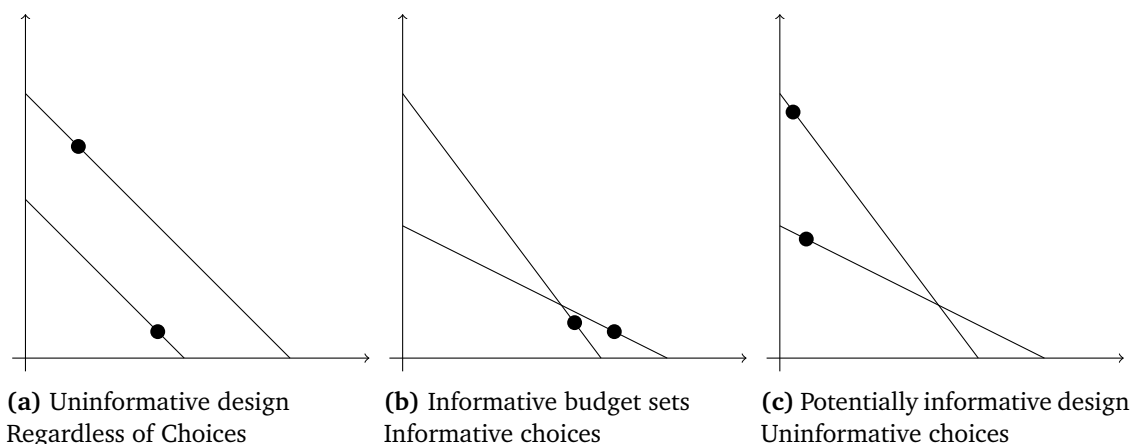 (a) Uninformative design
Regardless of Choices
(b) Informative budget sets
Informative choices
(c) Potentially informative design
Uninformative choices